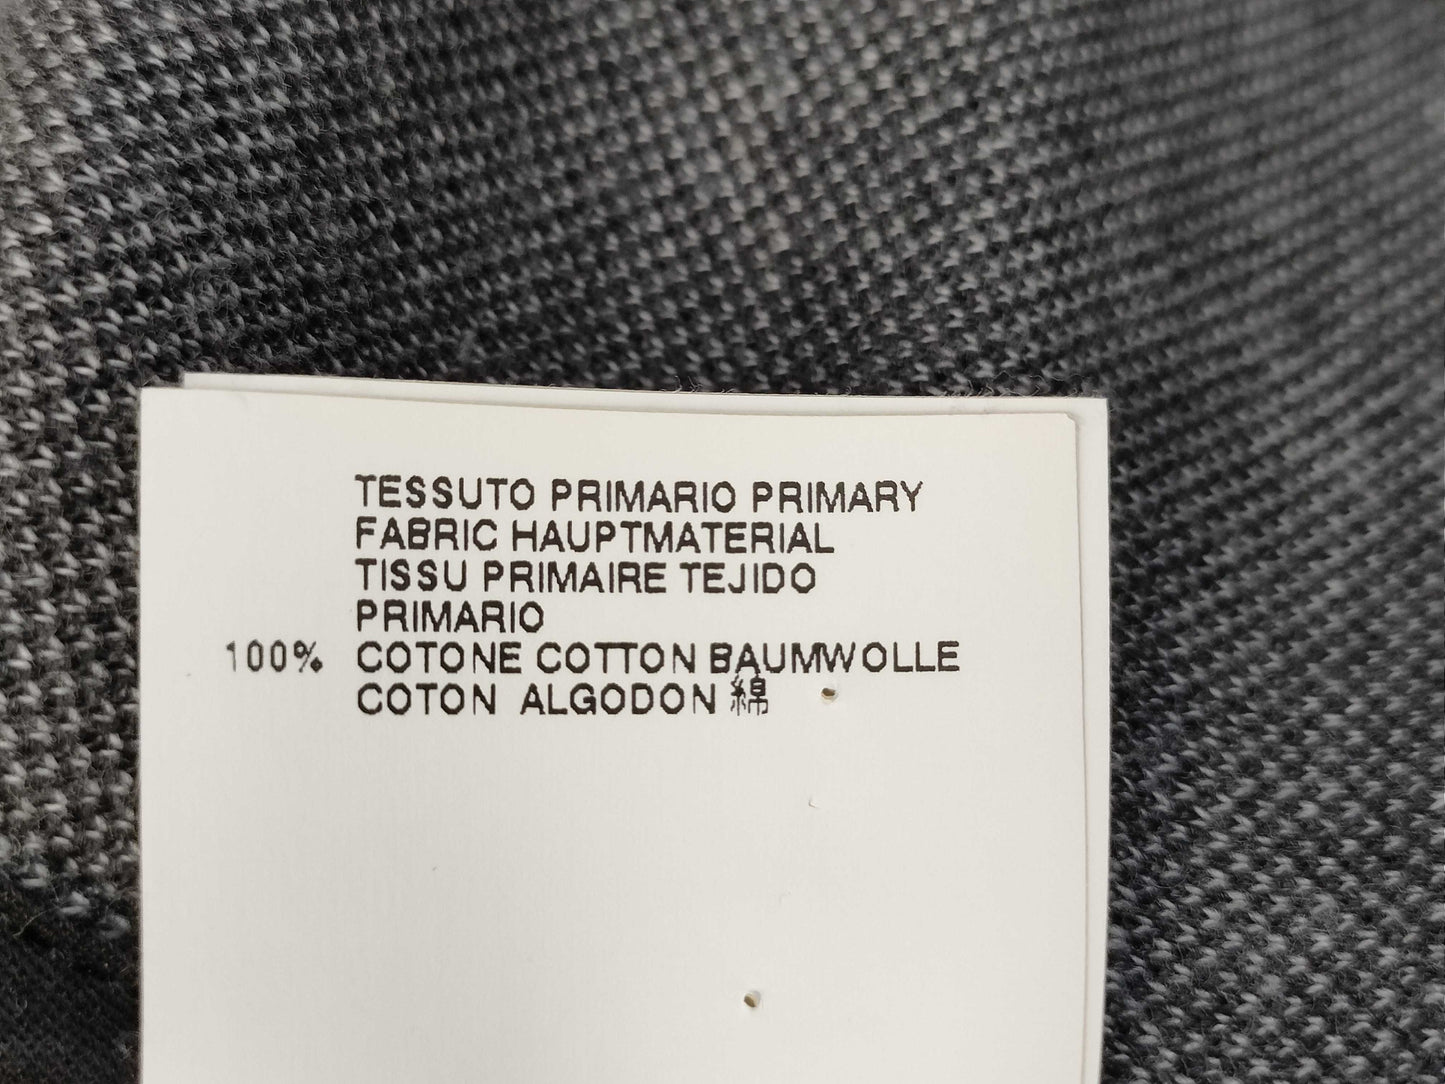 TESSUTO PRIMARIO PRIMARY
FABRIC HAUPTMATERIAL
TISSU PRIMAIRE TEJIDO
PRIMARIO
100% COTONE COTTON BAUMWOLLE
COTON ALGODON 綿